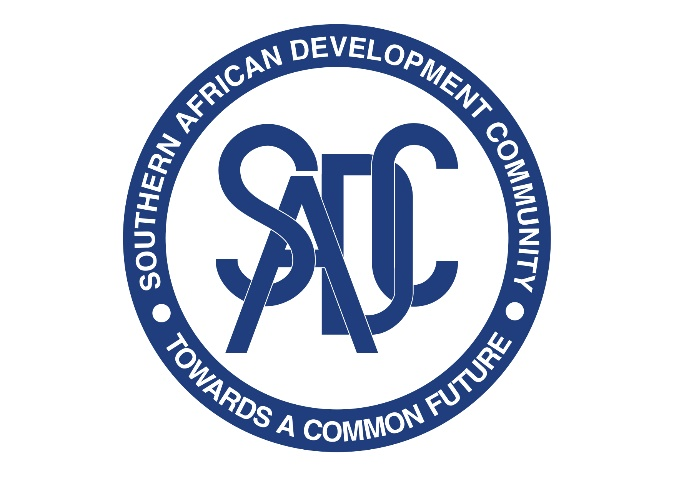 SOUTHERN AFRICAN DEVELOPMENT COMMUNITY
SADC
TOWARDS A COMMON FUTURE